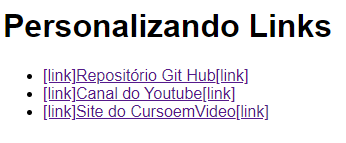 Personalizando Links
[link]Repositório Git Hub[link]
[link]Canal do Youtube[link]
[link]Site do CursoemVideo[link]